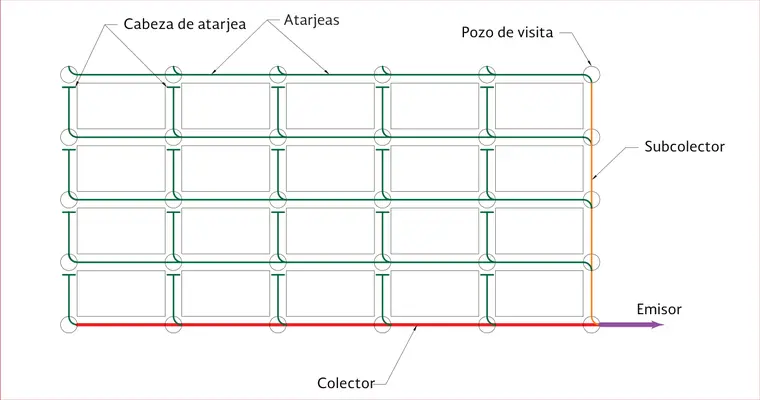 Cabeza de atarjea
Atarjeas
Pozo de visita
Subcolector
Emisor
Colector